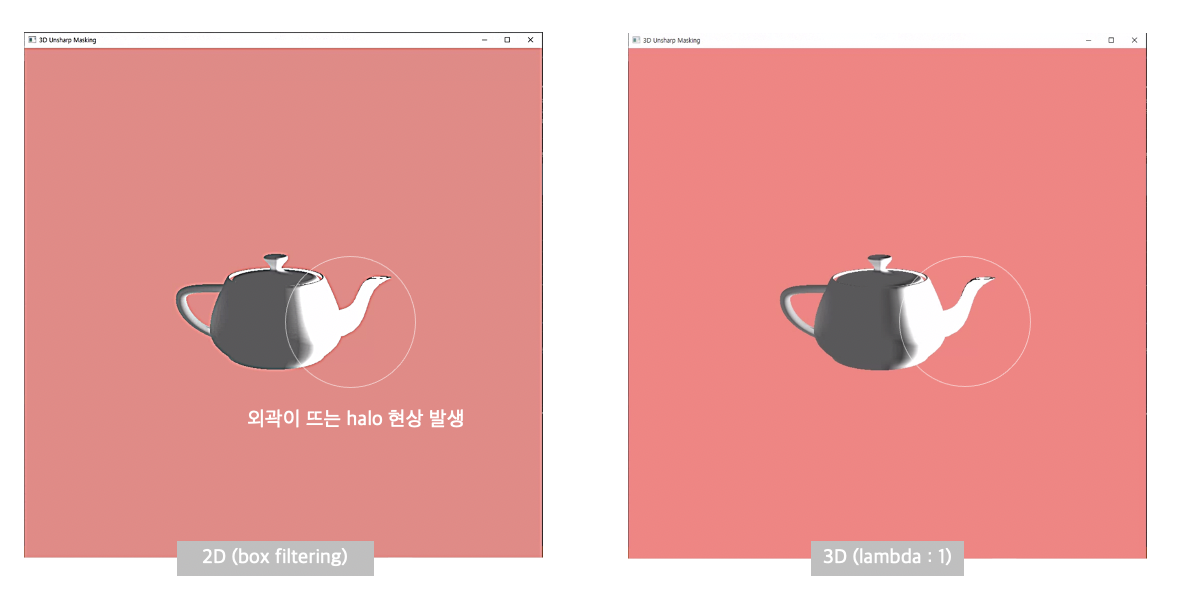 3D Unsharp Masking
3D Unsharp Masking
외곽이 뜨는 halo 현상 발생
2D (box filtering)
3D (lambda : 1)